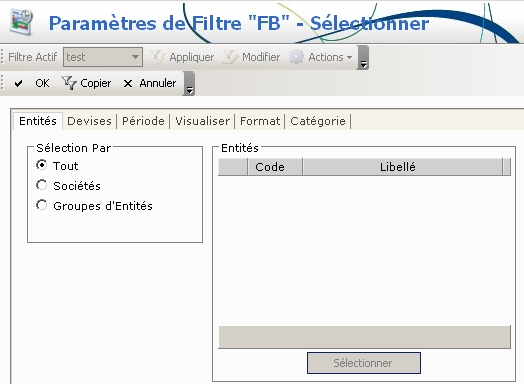 Paramètres de Filtre "FB" - Sélectionner
Filtre Actif test Appliquer Modifier Actions
OK Copier Annuler
Entités Devises Période Visualiser Format Catégorie
Sélection Par
Tout
Sociétés
Groupes d'Entités
Entités
Code Libellé
Sélectionner